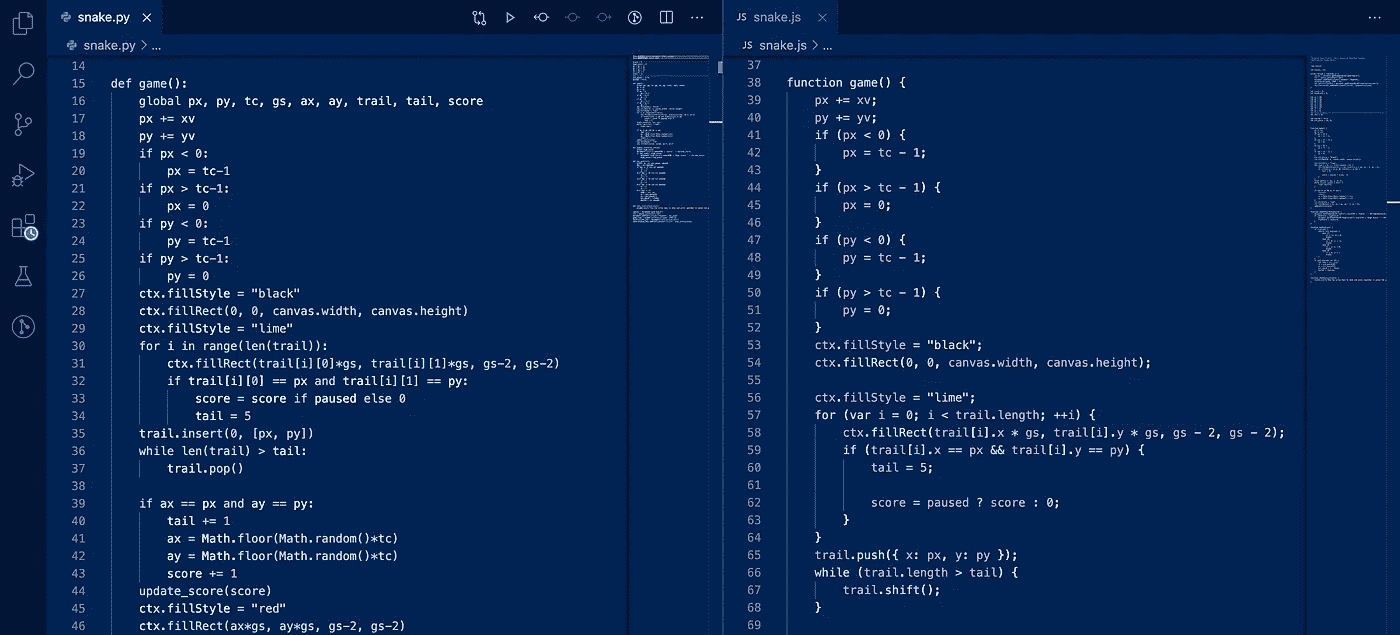 snake.py
snake.py > ...
14
15 def game():
16 global px, py, tc, gs, ax, ay, trail, tail, score
17 px += xv
18 py += yv
19 if px < 0:
20 px = tc-1
21 if px > tc-1:
22 px = 0
23 if py < 0:
24 py = tc-1
25 if py > tc-1:
26 py = 0
27 ctx.fillStyle = "black"
28 ctx.fillRect(0, 0, canvas.width, canvas.height)
29 ctx.fillStyle = "lime"
30 for i in range(len(trail)):
31 ctx.fillRect(trail[i][0]*gs, trail[i][1]*gs, gs-2, gs-2)
32 if trail[i][0] == px and trail[i][1] == py:
33 score = score if paused else 0
34 tail = 5
35 trail.insert(0, [px, py])
36 while len(trail) > tail:
37 trail.pop()
38
39 if ax == px and ay == py:
40 tail += 1
41 ax = Math.floor(Math.random()*tc)
42 ay = Math.floor(Math.random()*tc)
43 score += 1
44 update_score(score)
45 ctx.fillStyle = "red"
46 ctx.fillRect(ax*gs, ay*gs, gs-2, gs-2)
JS snake.js
JS snake.js > ...
37
38 function game() {
39 px += xv;
40 py += yv;
41 if (px < 0) {
42 px = tc - 1;
43 }
44 if (px > tc - 1) {
45 px = 0;
46 }
47 if (py < 0) {
48 py = tc - 1;
49 }
50 if (py > tc - 1) {
51 py = 0;
52 }
53 ctx.fillStyle = "black";
54 ctx.fillRect(0, 0, canvas.width, canvas.height);
55
56 ctx.fillStyle = "lime";
57 for (var i = 0; i < trail.length; ++i) {
58 ctx.fillRect(trail[i].x * gs, trail[i].y * gs, gs - 2, gs - 2);
59 if (trail[i].x == px && trail[i].y == py) {
60 tail = 5;
61
62 score = paused ? score : 0;
63 }
64 }
65 trail.push({ x: px, y: py });
66 while (trail.length > tail) {
67 trail.shift();
68 }
69